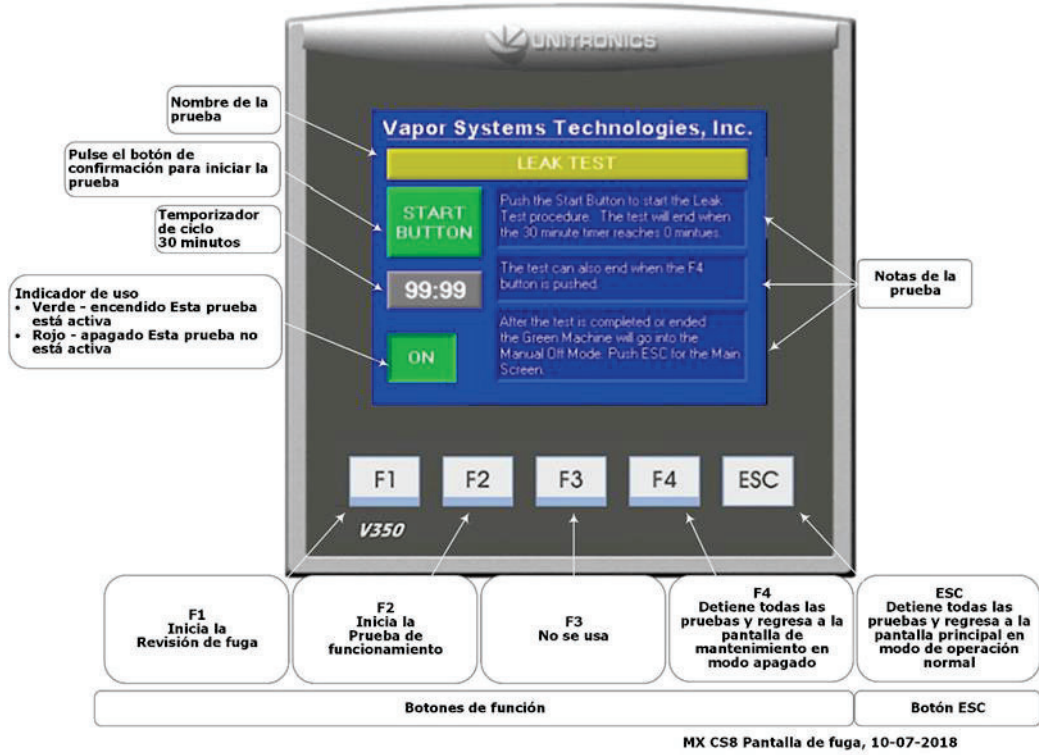 UNITRONICS
Nombre de la
prueba
Pulse el botón de
confirmación para iniciar la
prueba
Temporizador
de ciclo
30 minutos
Indicador de uso
• Verde - encendido Esta prueba
está activa
• Rojo - apagado Esta prueba no
está activa
Vapor Systems Technologies, Inc.
LEAK TEST
START
BUTTON
Push the Start Button to start the Leak
Test procedure. The test will end when
the 30 minute timer reaches 0 mintues.
99:99
The test can also end when the F4
button is pushed.
ON
After the test is completed or ended
the Green Machine will go into the
Manual Off Mode. Push ESC for the Main
Screen.
Notas de la
prueba
F1
F2
F3
F4
ESC
V350
F1
Inicia la
Revisión de fuga
F2
Inicia la
Prueba de
funcionamiento
F3
No se usa
F4
Detiene todas las
pruebas y regresa a la
pantalla de
mantenimiento en
modo apagado
ESC
Detiene todas las
pruebas y regresa a la
pantalla principal en
modo de operación
normal
Botones de función
Botón ESC
MX CS8 Pantalla de fuga, 10-07-2018